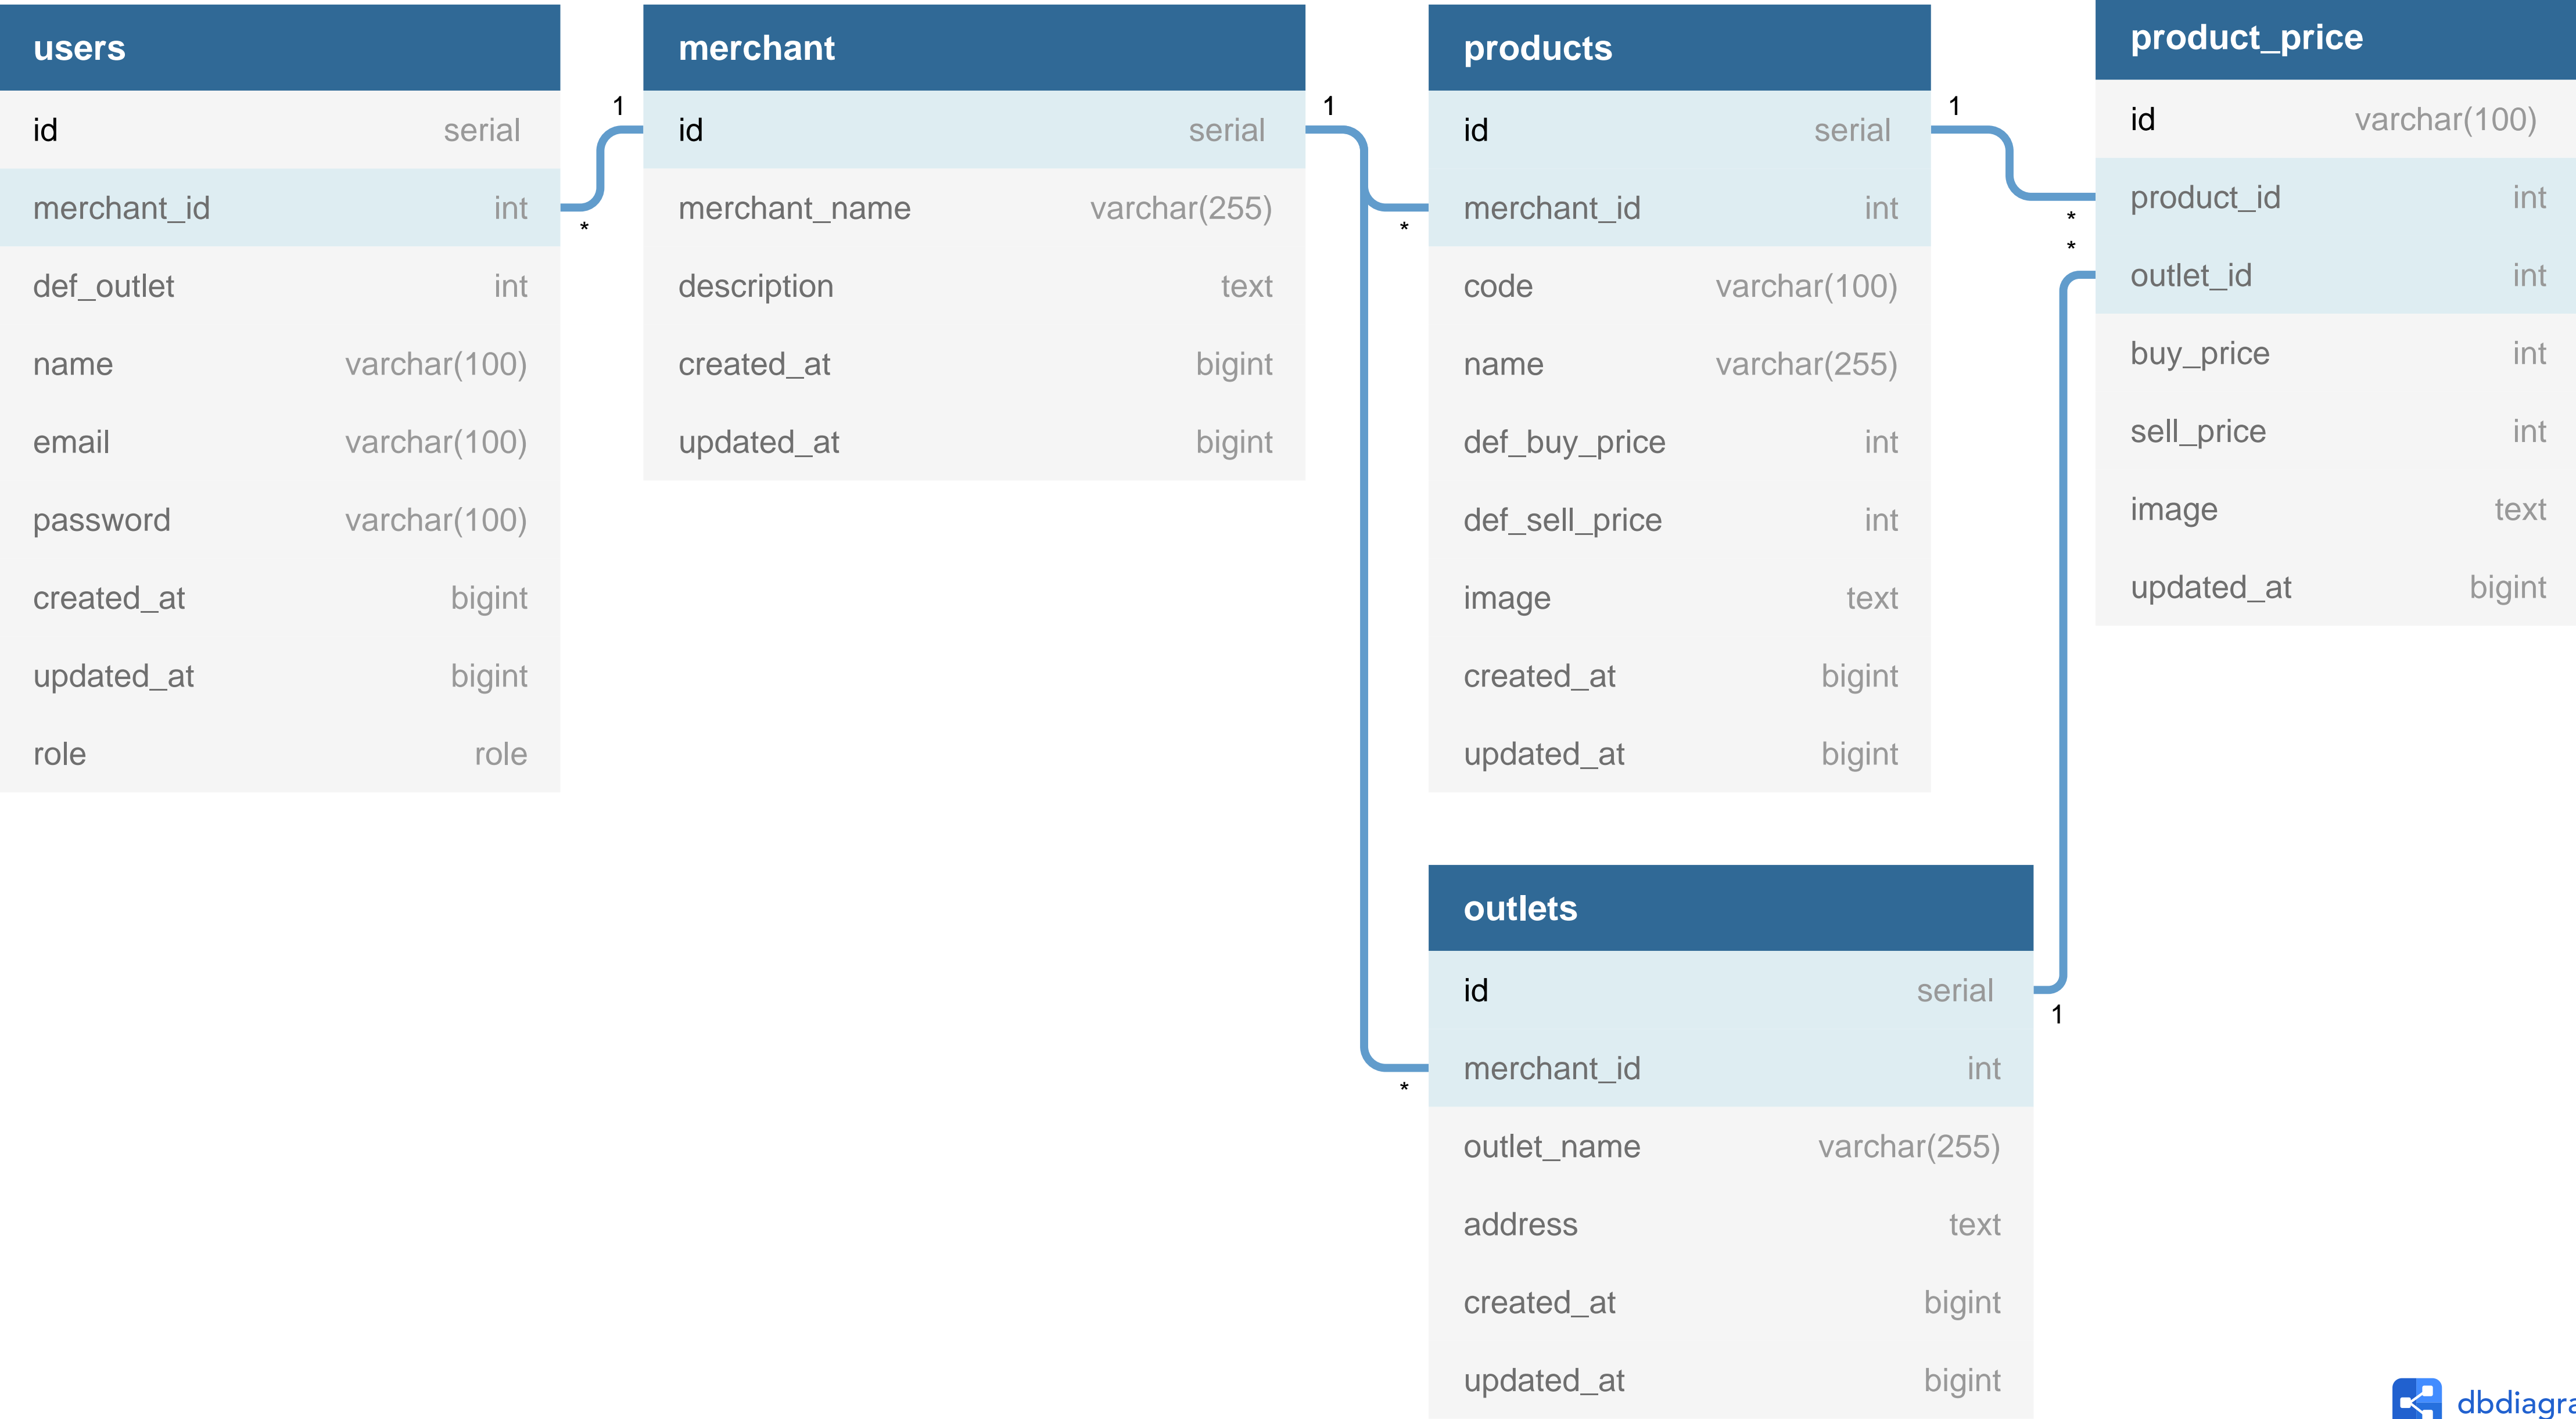 users
id serial
merchant_id int
def_outlet int
name varchar(100)
email varchar(100)
password varchar(100)
created_at bigint
updated_at bigint
role role
1
*
merchant
id serial
merchant_name varchar(255)
description text
created_at bigint
updated_at bigint
1
*
products
id serial
merchant_id int
code varchar(100)
name varchar(255)
def_buy_price int
def_sell_price int
image text
created_at bigint
updated_at bigint
1
*
*
product_price
id varchar(100)
product_id int
outlet_id int
buy_price int
sell_price int
image text
updated_at bigint
outlets
id serial
merchant_id int
outlet_name varchar(255)
address text
created_at bigint
updated_at bigint
1
*
dbdiagra